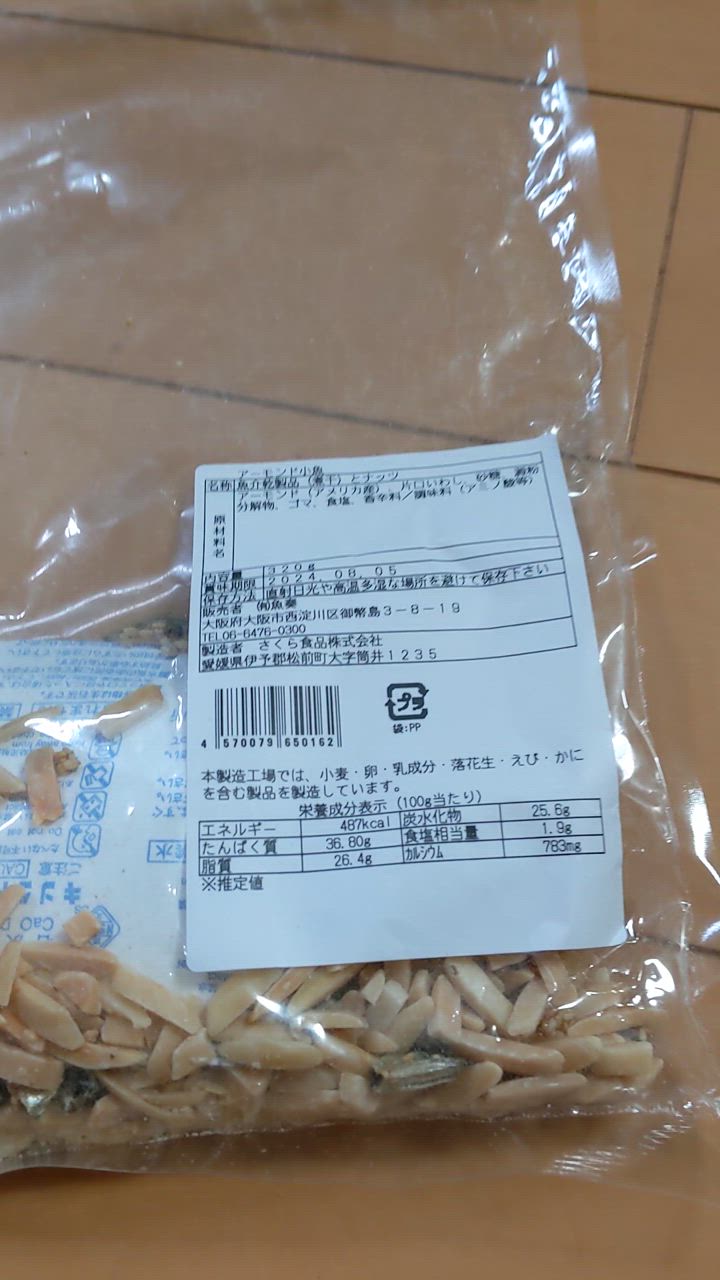 アーモンド小魚
名称 魚介乾製品（煮干）とナッツ
原材料名 アーモンド（アメリカ産）、片口いわし、砂糖、澱粉
分解物、ゴマ、食塩、香辛料／調味料（アミノ酸等）
内容量 320g
賞味期限 2024.08.05
保存方法 直射日光や高温多湿な場所を避けて保存下さい
販売者 ㈲魚奏
大阪府大阪市西淀川区御幣島3－8－19
TEL06-6476-0300
製造者 さくら食品株式会社
愛媛県伊予郡松前町大字筒井1235
4 570079 650162
プラ
袋:PP
本製造工場では、小麦・卵・乳成分・落花生・えび・かに
を含む製品を製造しています。
栄養成分表示（100g当たり）
エネルギー 487kcal 炭水化物 25.6g
たんぱく質 36.80g 食塩相当量 1.9g
脂質 26.4g ｶﾙｼｳﾑ 783mg
※推定値
Do not eat
ご注意
CaO